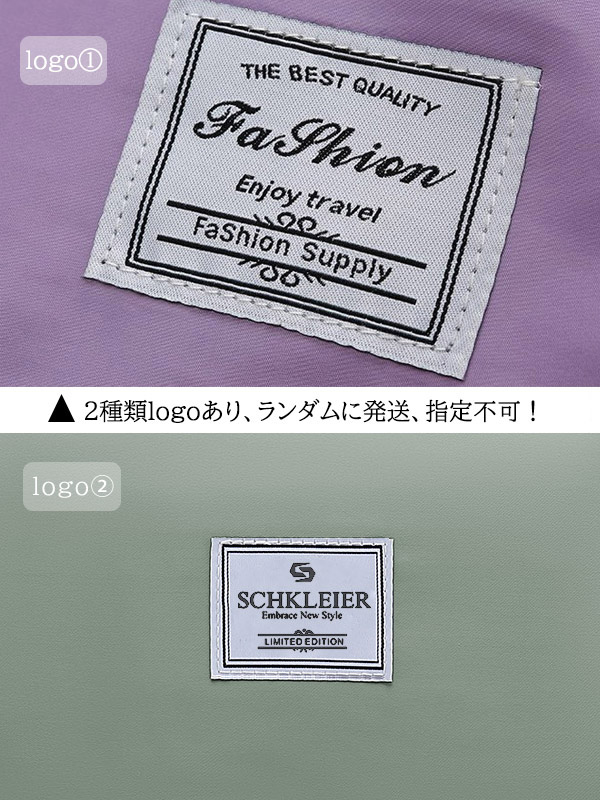 logo①
THE BEST QUALITY
FaShion
Enjoy travel
FaShion Supply
▲ 2種類logoあり、ランダムに発送、指定不可！
logo②
SCHKLEIER
Embrace New Style
LIMITED EDITION